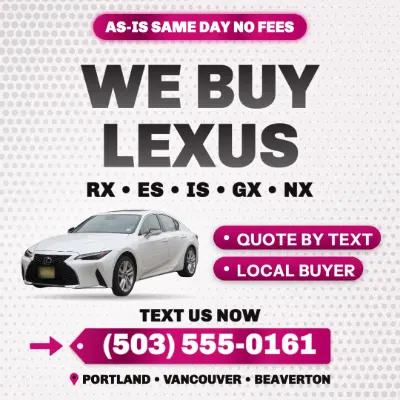 AS-IS SAME DAY NO FEES
WE BUY
LEXUS
RX • ES • IS • GX • NX
• QUOTE BY TEXT
• LOCAL BUYER
TEXT US NOW
(503) 555-0161
PORTLAND • VANCOUVER • BEAVERTON